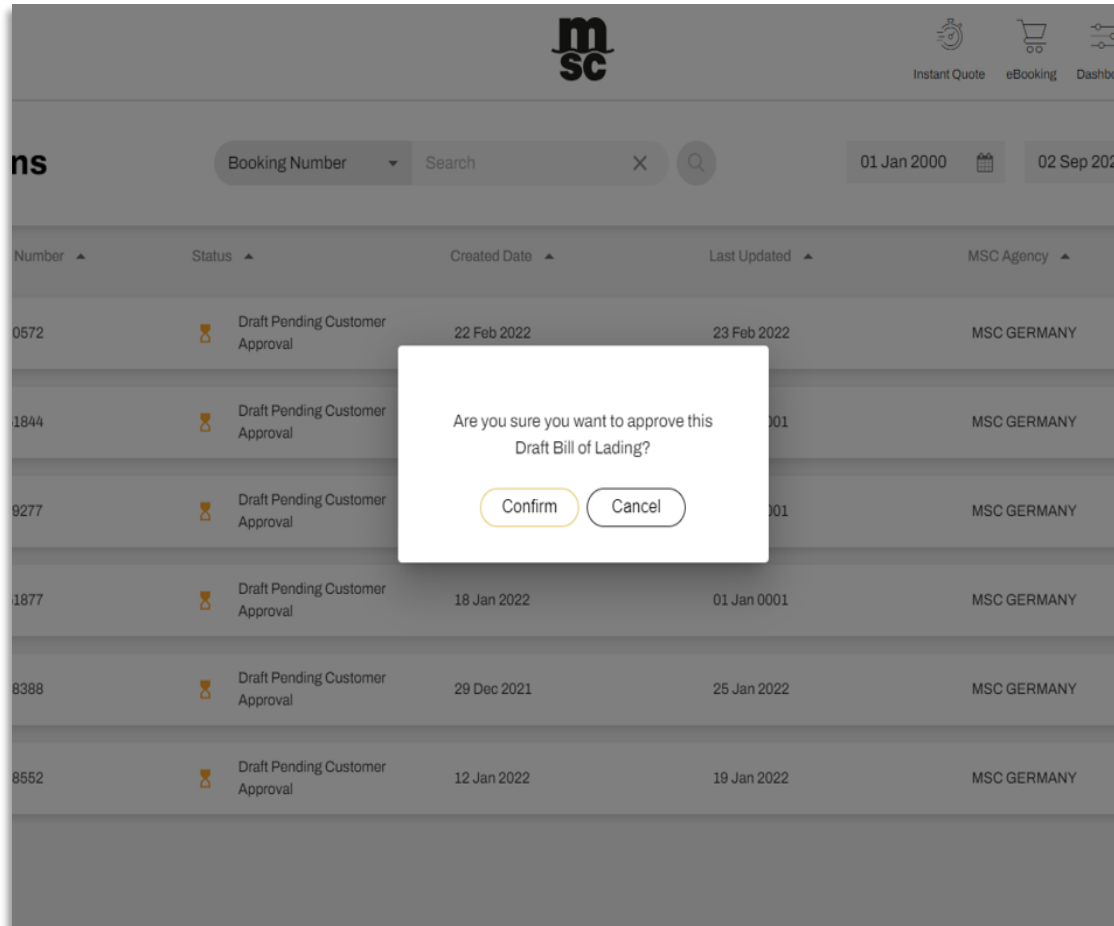 msc
Instant Quote eBooking Dashbo
ns
Booking Number Search 01 Jan 2000 02 Sep 202
Number Status Created Date Last Updated MSC Agency
0572 Draft Pending Customer Approval 22 Feb 2022 23 Feb 2022 MSC GERMANY
1844 Draft Pending Customer Approval 001 MSC GERMANY
9277 Draft Pending Customer Approval 001 MSC GERMANY
Are you sure you want to approve this
Draft Bill of Lading?
Confirm Cancel
1877 Draft Pending Customer Approval 18 Jan 2022 01 Jan 0001 MSC GERMANY
8388 Draft Pending Customer Approval 29 Dec 2021 25 Jan 2022 MSC GERMANY
8552 Draft Pending Customer Approval 12 Jan 2022 19 Jan 2022 MSC GERMANY